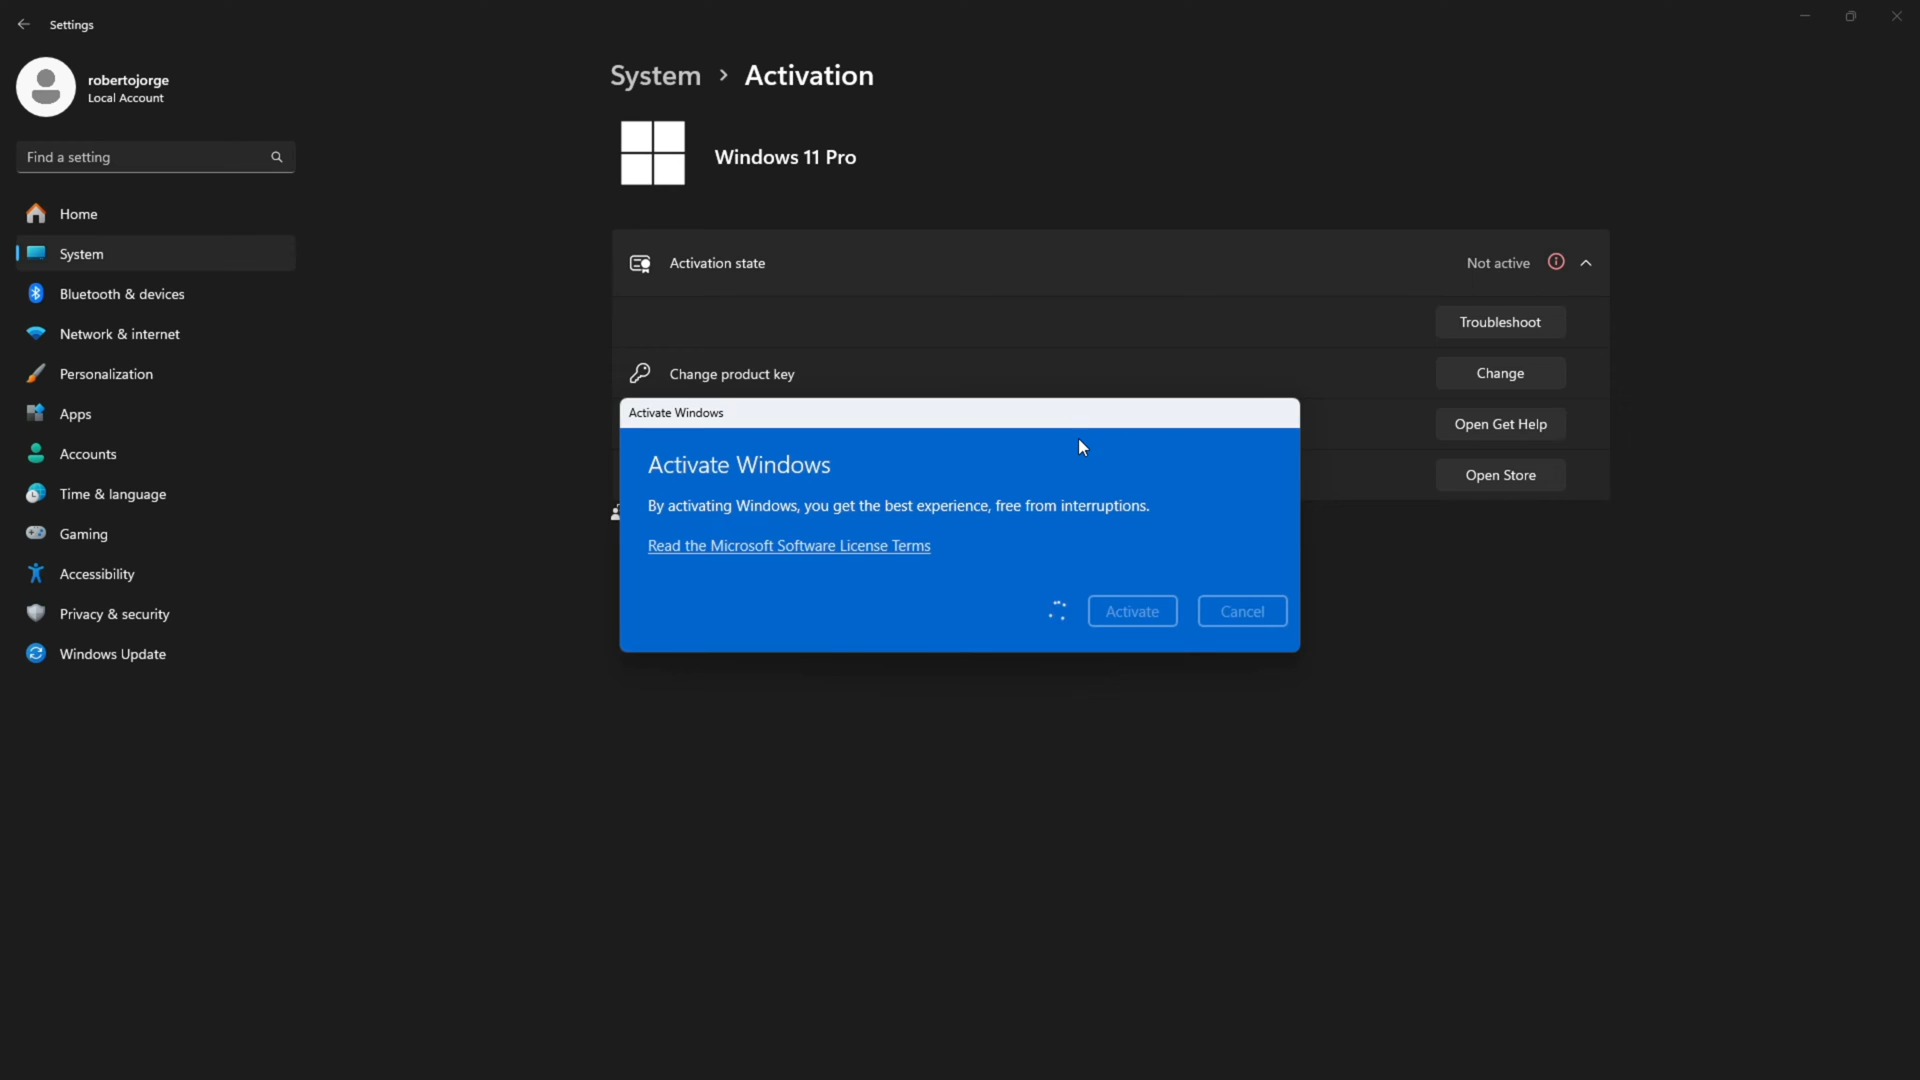 Settings
robertojorge
Local Account
Find a setting
Home
System
Bluetooth & devices
Network & internet
Personalization
Apps
Accounts
Time & language
Gaming
Accessibility
Privacy & security
Windows Update
System > Activation
Windows 11 Pro
Activation state
Not active
Troubleshoot
Change product key
Change
Open Get Help
Open Store
Activate Windows
Activate Windows
By activating Windows, you get the best experience, free from interruptions.
Read the Microsoft Software License Terms
Activate
Cancel